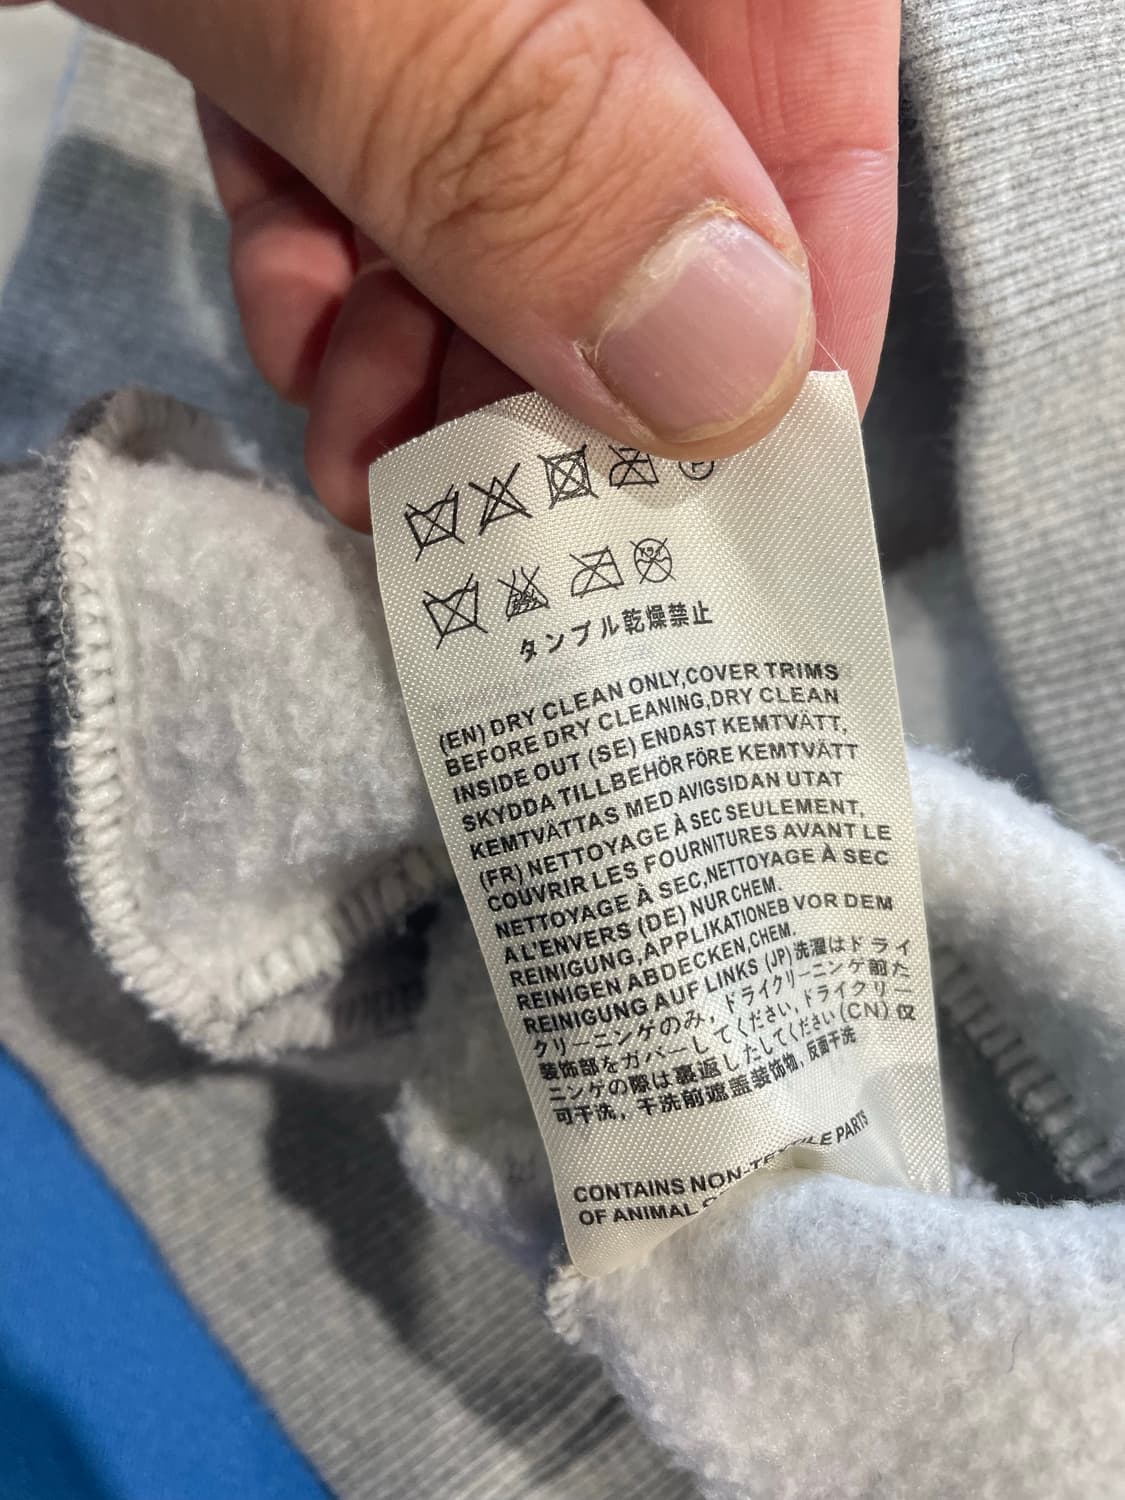 P
タンブル乾燥禁止
(EN) DRY CLEAN ONLY,COVER TRIMS
BEFORE DRY CLEANING,DRY CLEAN
INSIDE OUT (SE) ENDAST KEMTVÄTT,
SKYDDA TILLBEHÖR FÖRE KEMTVÄTT
KEMTVÄTTAS MED AVIGSIDAN UTAT
(FR) NETTOYAGE À SEC SEULEMENT,
COUVRIR LES FOURNITURES AVANT LE
NETTOYAGE À SEC,NETTOYAGE À SEC
A L'ENVERS (DE) NUR CHEM.
REINIGUNG,APPLIKATIONEB VOR DEM
REINIGEN ABDECKEN,CHEM.
REINIGUNG AUF LINKS (JP)洗濯はドライ
クリーニンゲのみ，ドライクリーニンゲ前た
装飾部をガバーしてください，ドライクリー
ニンゲの際は裏返したしてください(CN) 仅
可干洗，干洗前遮盖装饰物，反面干洗
CONTAINS NON-TEXTILE PARTS
OF ANIMAL